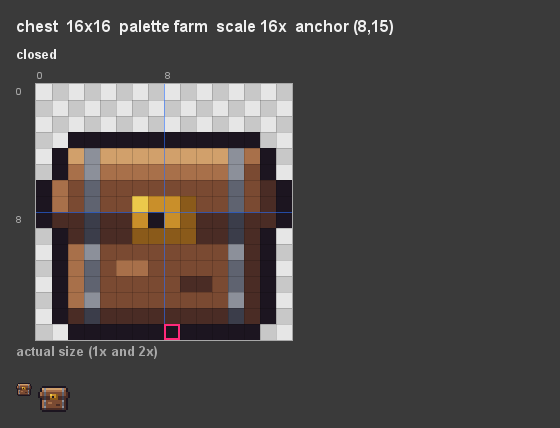 chest 16x16 palette farm scale 16x anchor (8,15)
closed
0 8
0
8
actual size (1x and 2x)